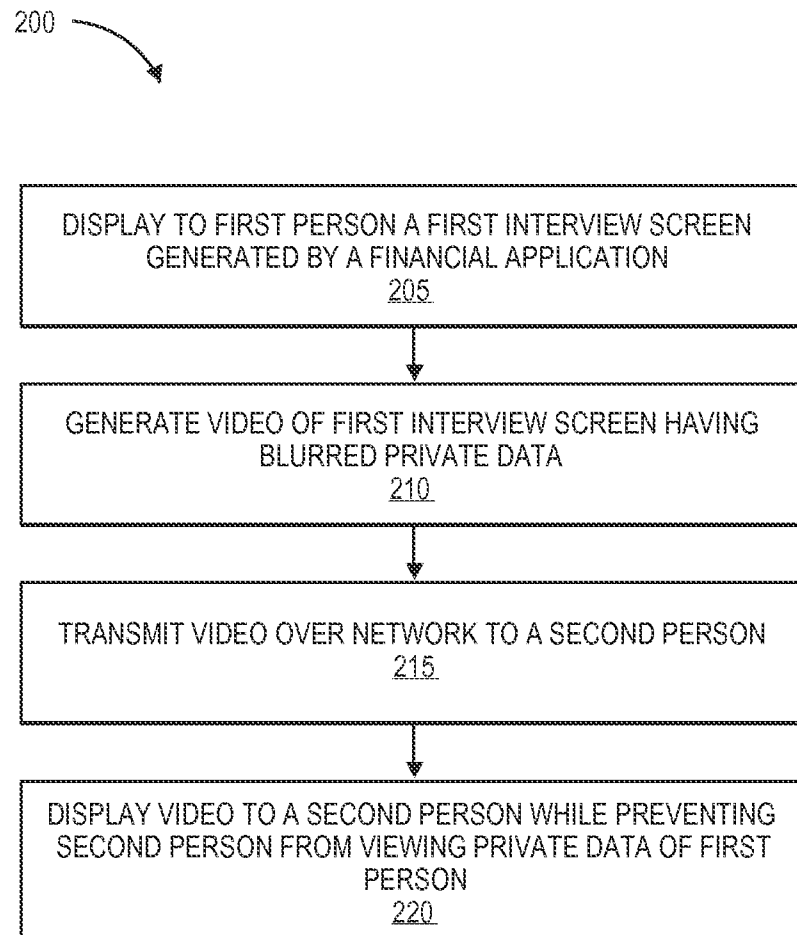 200
DISPLAY TO FIRST PERSON A FIRST INTERVIEW SCREEN
GENERATED BY A FINANCIAL APPLICATION
205
GENERATE VIDEO OF FIRST INTERVIEW SCREEN HAVING
BLURRED PRIVATE DATA
210
TRANSMIT VIDEO OVER NETWORK TO A SECOND PERSON
215
DISPLAY VIDEO TO A SECOND PERSON WHILE PREVENTING
SECOND PERSON FROM VIEWING PRIVATE DATA OF FIRST
PERSON
220